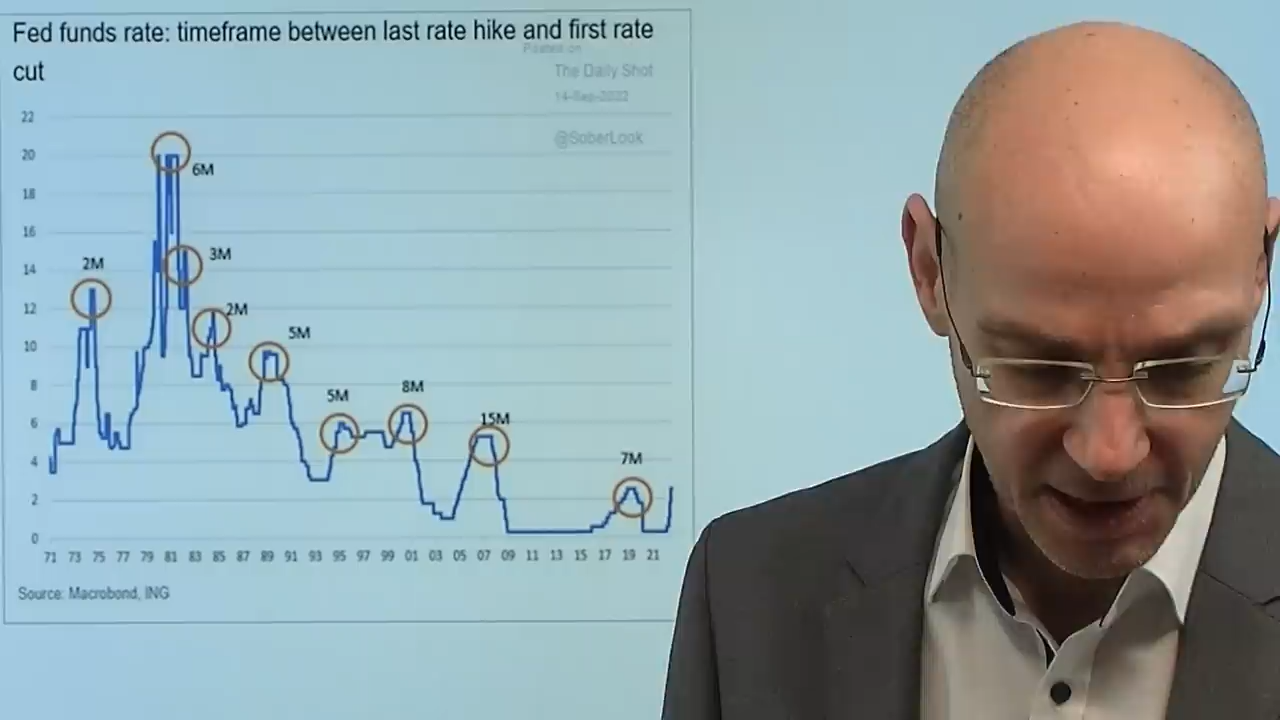 Fed funds rate: timeframe between last rate hike and first rate
cut
Posted on
The Daily Shot
14-Sep-2022
@SoberLook
22
20
18
16
14
12
10
8
6
4
2
0
2M
6M
3M
2M
5M
5M
8M
15M
7M
71 73 75 77 79 81 83 85 87 89 91 93 95 97 99 01 03 05 07 09 11 13 15 17 19 21
Source: Macrobond, ING